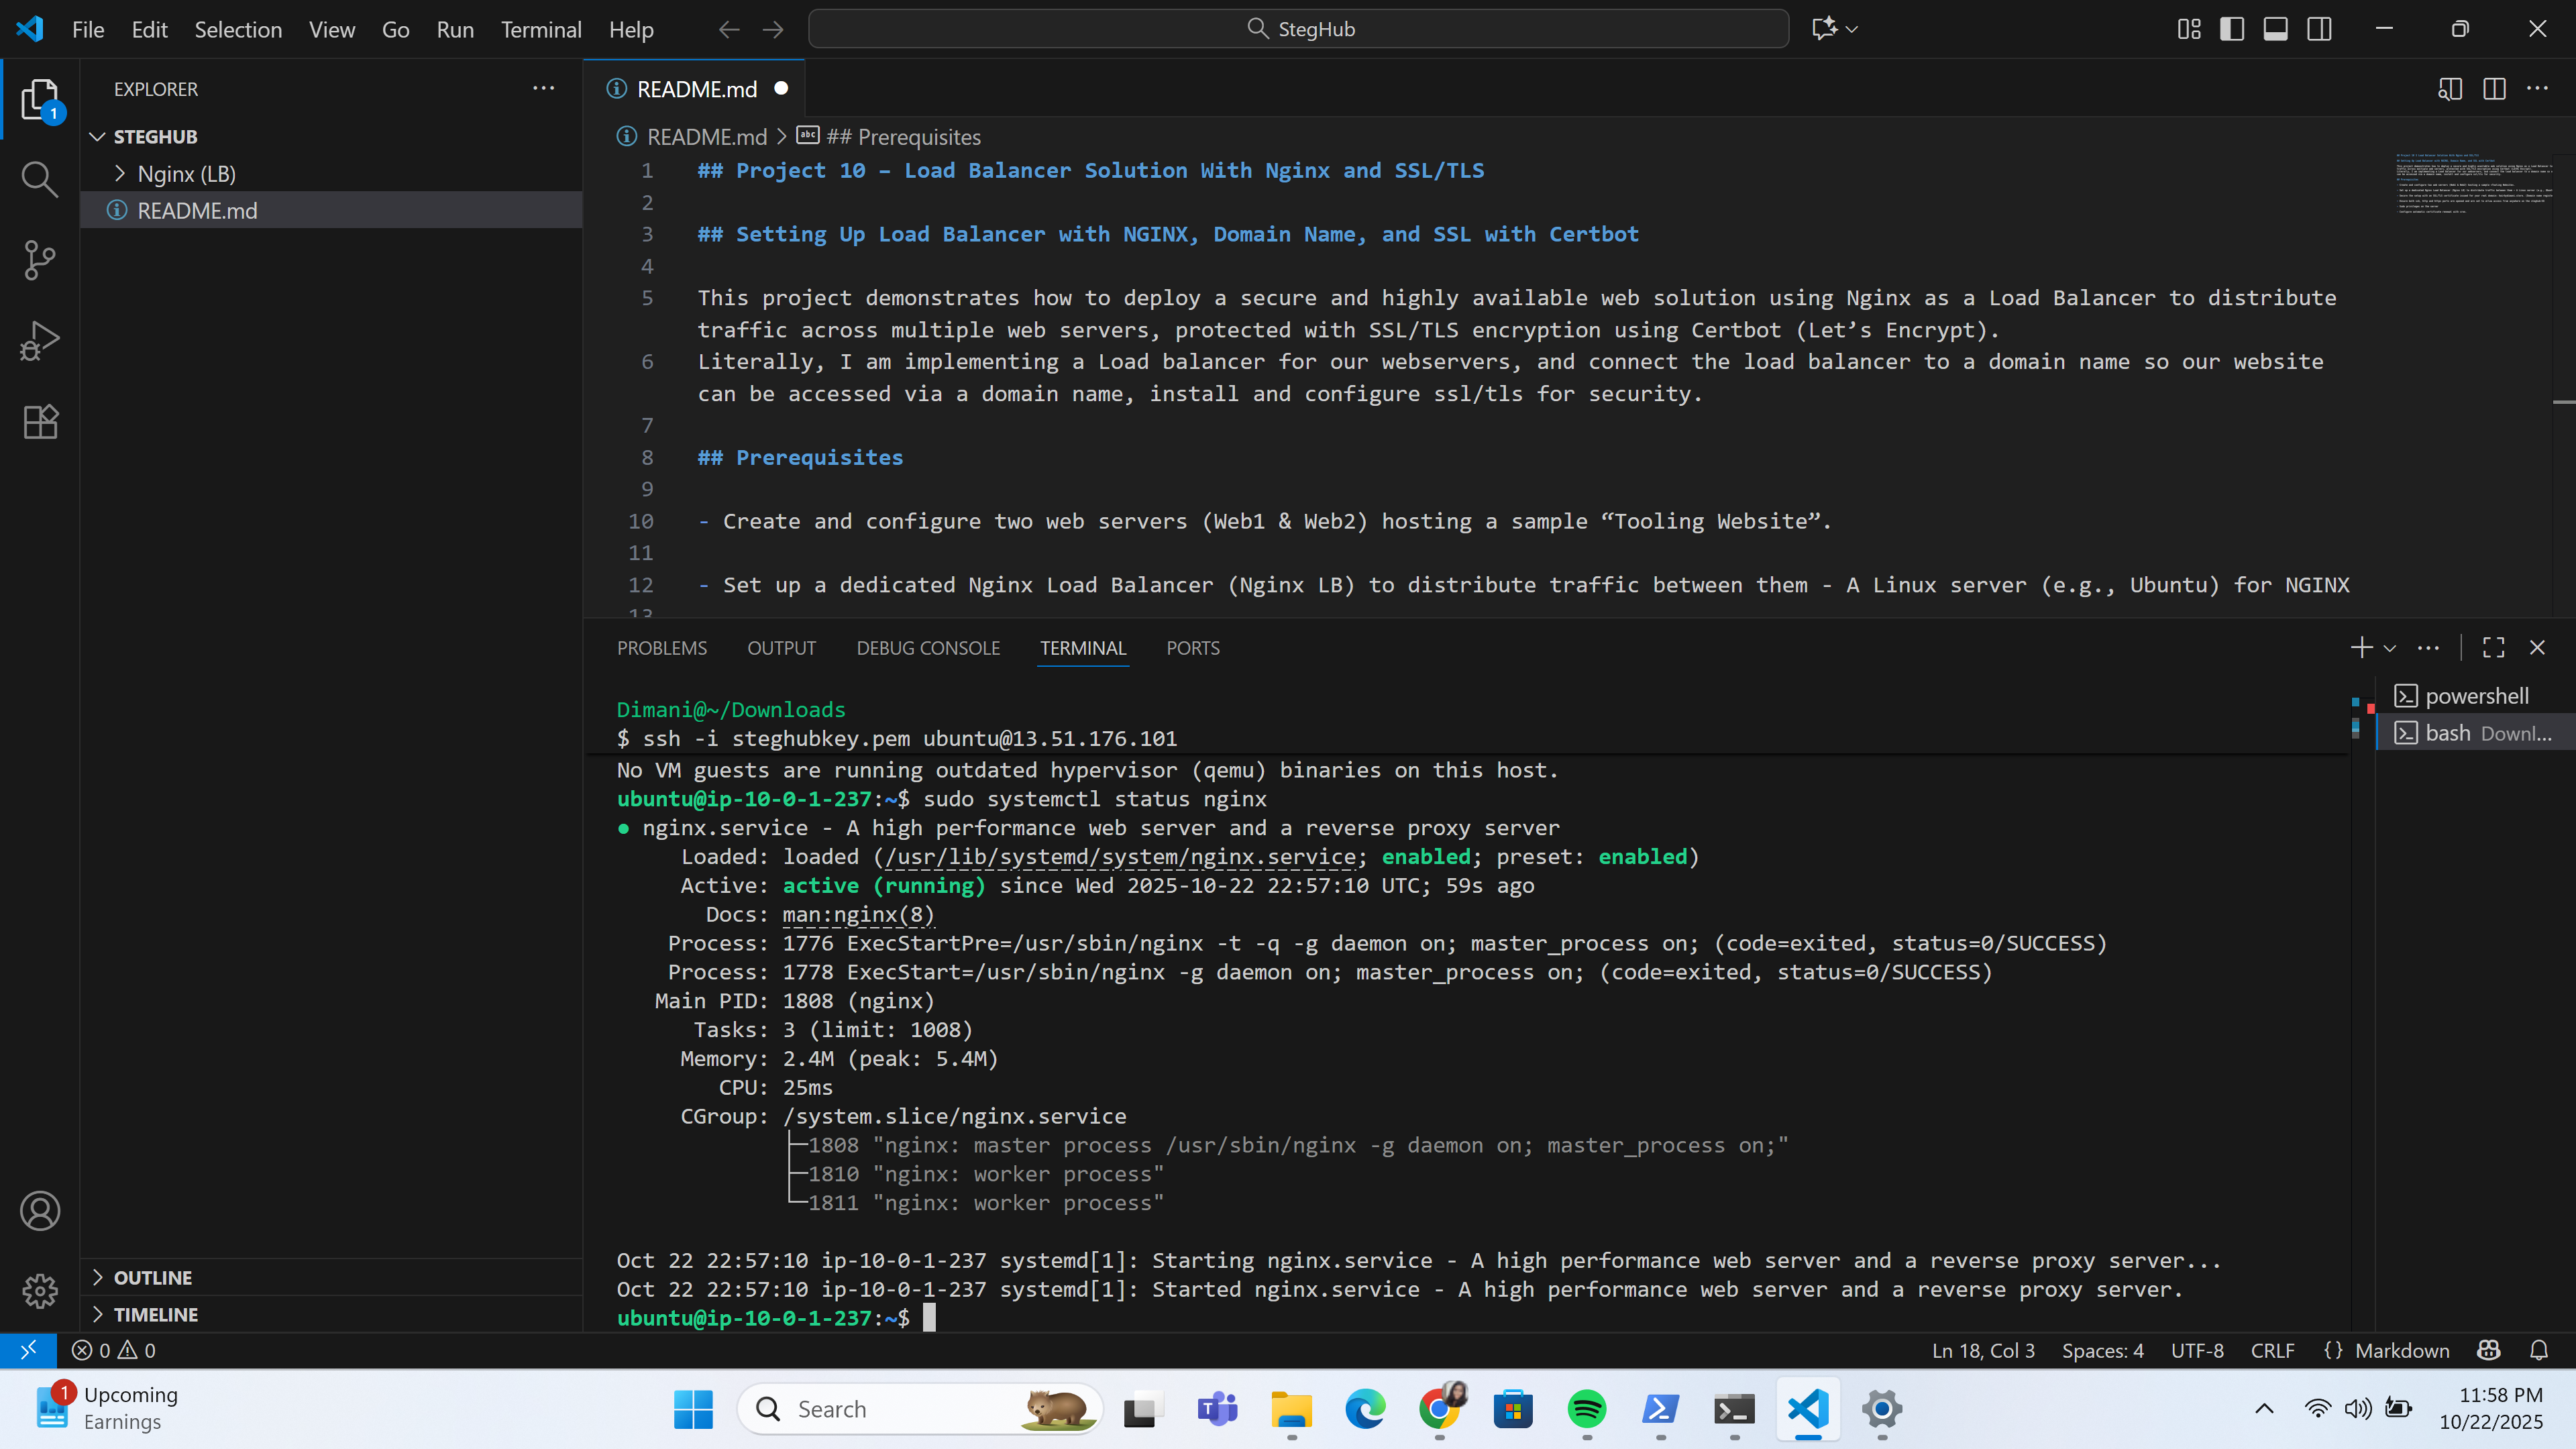 File Edit Selection View Go Run Terminal Help
StegHub
EXPLORER
1
STEGHUB
Nginx (LB)
README.md
OUTLINE
TIMELINE
README.md
README.md > ## Prerequisites
1 ## Project 10 – Load Balancer Solution With Nginx and SSL/TLS
2
3 ## Setting Up Load Balancer with NGINX, Domain Name, and SSL with Certbot
4
5 This project demonstrates how to deploy a secure and highly available web solution using Nginx as a Load Balancer to distribute
traffic across multiple web servers, protected with SSL/TLS encryption using Certbot (Let’s Encrypt).
6 Literally, I am implementing a Load balancer for our webservers, and connect the load balancer to a domain name so our website
can be accessed via a domain name, install and configure ssl/tls for security.
7
8 ## Prerequisites
9
10 - Create and configure two web servers (Web1 & Web2) hosting a sample “Tooling Website”.
11
12 - Set up a dedicated Nginx Load Balancer (Nginx LB) to distribute traffic between them - A Linux server (e.g., Ubuntu) for NGINX
13
PROBLEMS OUTPUT DEBUG CONSOLE TERMINAL PORTS
powershell
bash Downl...
Dimani@~/Downloads
$ ssh -i steghubkey.pem ubuntu@13.51.176.101
No VM guests are running outdated hypervisor (qemu) binaries on this host.
ubuntu@ip-10-0-1-237:~$ sudo systemctl status nginx
● nginx.service - A high performance web server and a reverse proxy server
Loaded: loaded (/usr/lib/systemd/system/nginx.service; enabled; preset: enabled)
Active: active (running) since Wed 2025-10-22 22:57:10 UTC; 59s ago
Docs: man:nginx(8)
Process: 1776 ExecStartPre=/usr/sbin/nginx -t -q -g daemon on; master_process on; (code=exited, status=0/SUCCESS)
Process: 1778 ExecStart=/usr/sbin/nginx -g daemon on; master_process on; (code=exited, status=0/SUCCESS)
Main PID: 1808 (nginx)
Tasks: 3 (limit: 1008)
Memory: 2.4M (peak: 5.4M)
CPU: 25ms
CGroup: /system.slice/nginx.service
├─1808 "nginx: master process /usr/sbin/nginx -g daemon on; master_process on;"
├─1810 "nginx: worker process"
└─1811 "nginx: worker process"
Oct 22 22:57:10 ip-10-0-1-237 systemd[1]: Starting nginx.service - A high performance web server and a reverse proxy server...
Oct 22 22:57:10 ip-10-0-1-237 systemd[1]: Started nginx.service - A high performance web server and a reverse proxy server.
ubuntu@ip-10-0-1-237:~$
0 0
Ln 18, Col 3 Spaces: 4 UTF-8 CRLF {} Markdown
1
Upcoming
Earnings
Search
11:58 PM
10/22/2025